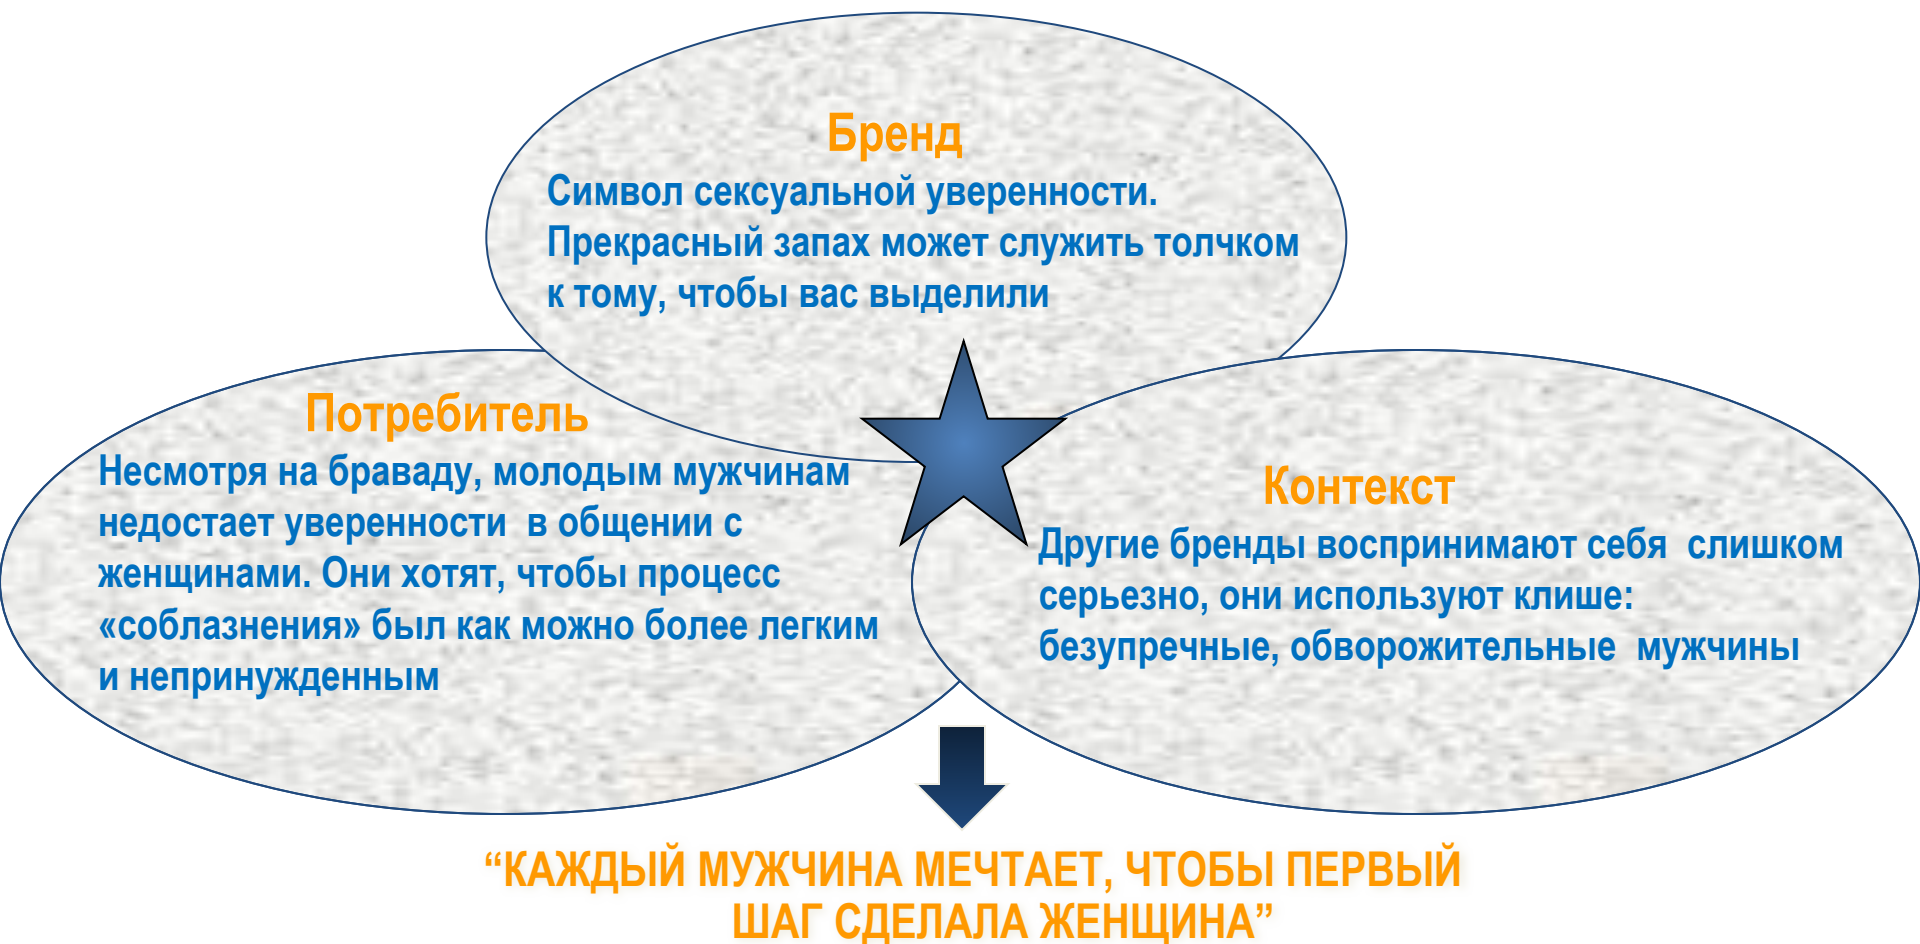 Бренд
Символ сексуальной уверенности.
Прекрасный запах может служить толчком
к тому, чтобы вас выделили
Потребитель
Несмотря на браваду, молодым мужчинам
недостает уверенности в общении с
женщинами. Они хотят, чтобы процесс
«соблазнения» был как можно более легким
и непринужденным
Контекст
Другие бренды воспринимают себя слишком
серьезно, они используют клише:
безупречные, обворожительные мужчины
“КАЖДЫЙ МУЖЧИНА МЕЧТАЕТ, ЧТОБЫ ПЕРВЫЙ
ШАГ СДЕЛАЛА ЖЕНЩИНА”